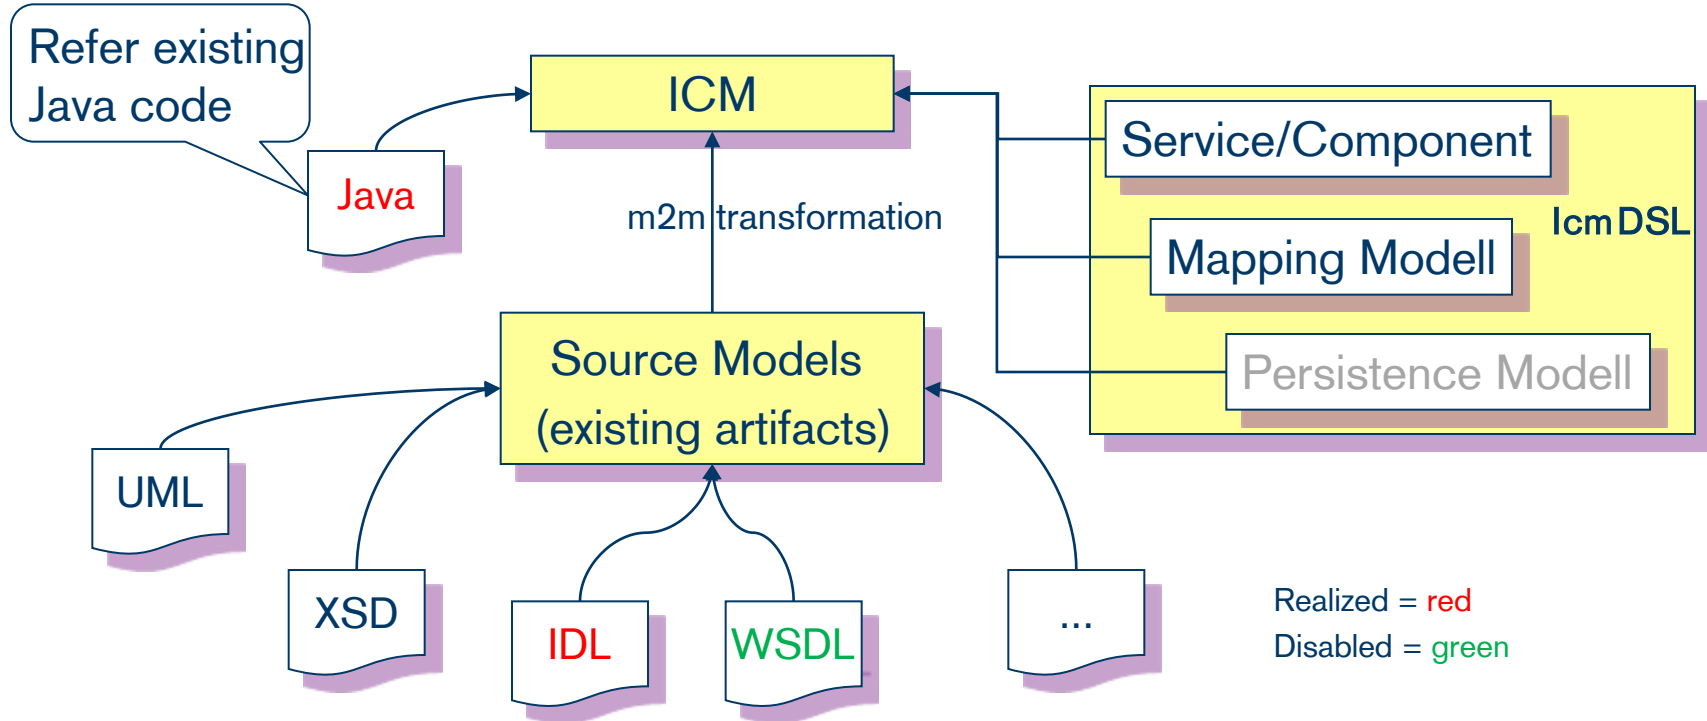 Refer existing
Java code
ICM
Service/Component
Java
m2m transformation
Icm DSL
Mapping Modell
Source Models
(existing artifacts)
Persistence Modell
UML
XSD
IDL
WSDL
...
Realized = red
Disabled = green